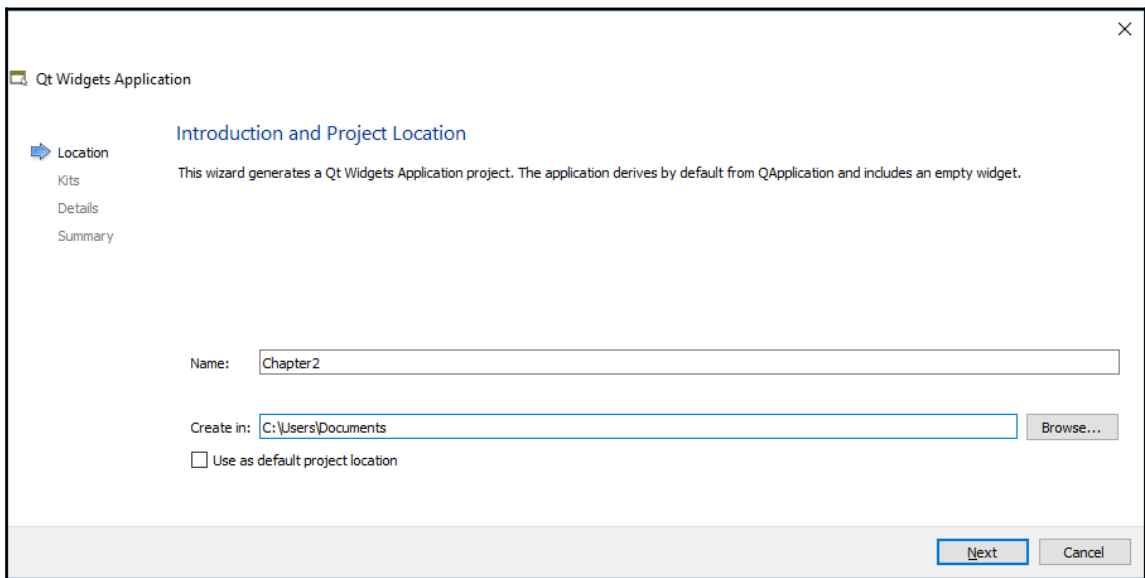 Qt Widgets Application
Location
Kits
Details
Summary
Introduction and Project Location
This wizard generates a Qt Widgets Application project. The application derives by default from QApplication and includes an empty widget.
Name: Chapter2
Create in: C:\Users\Documents Browse...
Use as default project location
Next Cancel